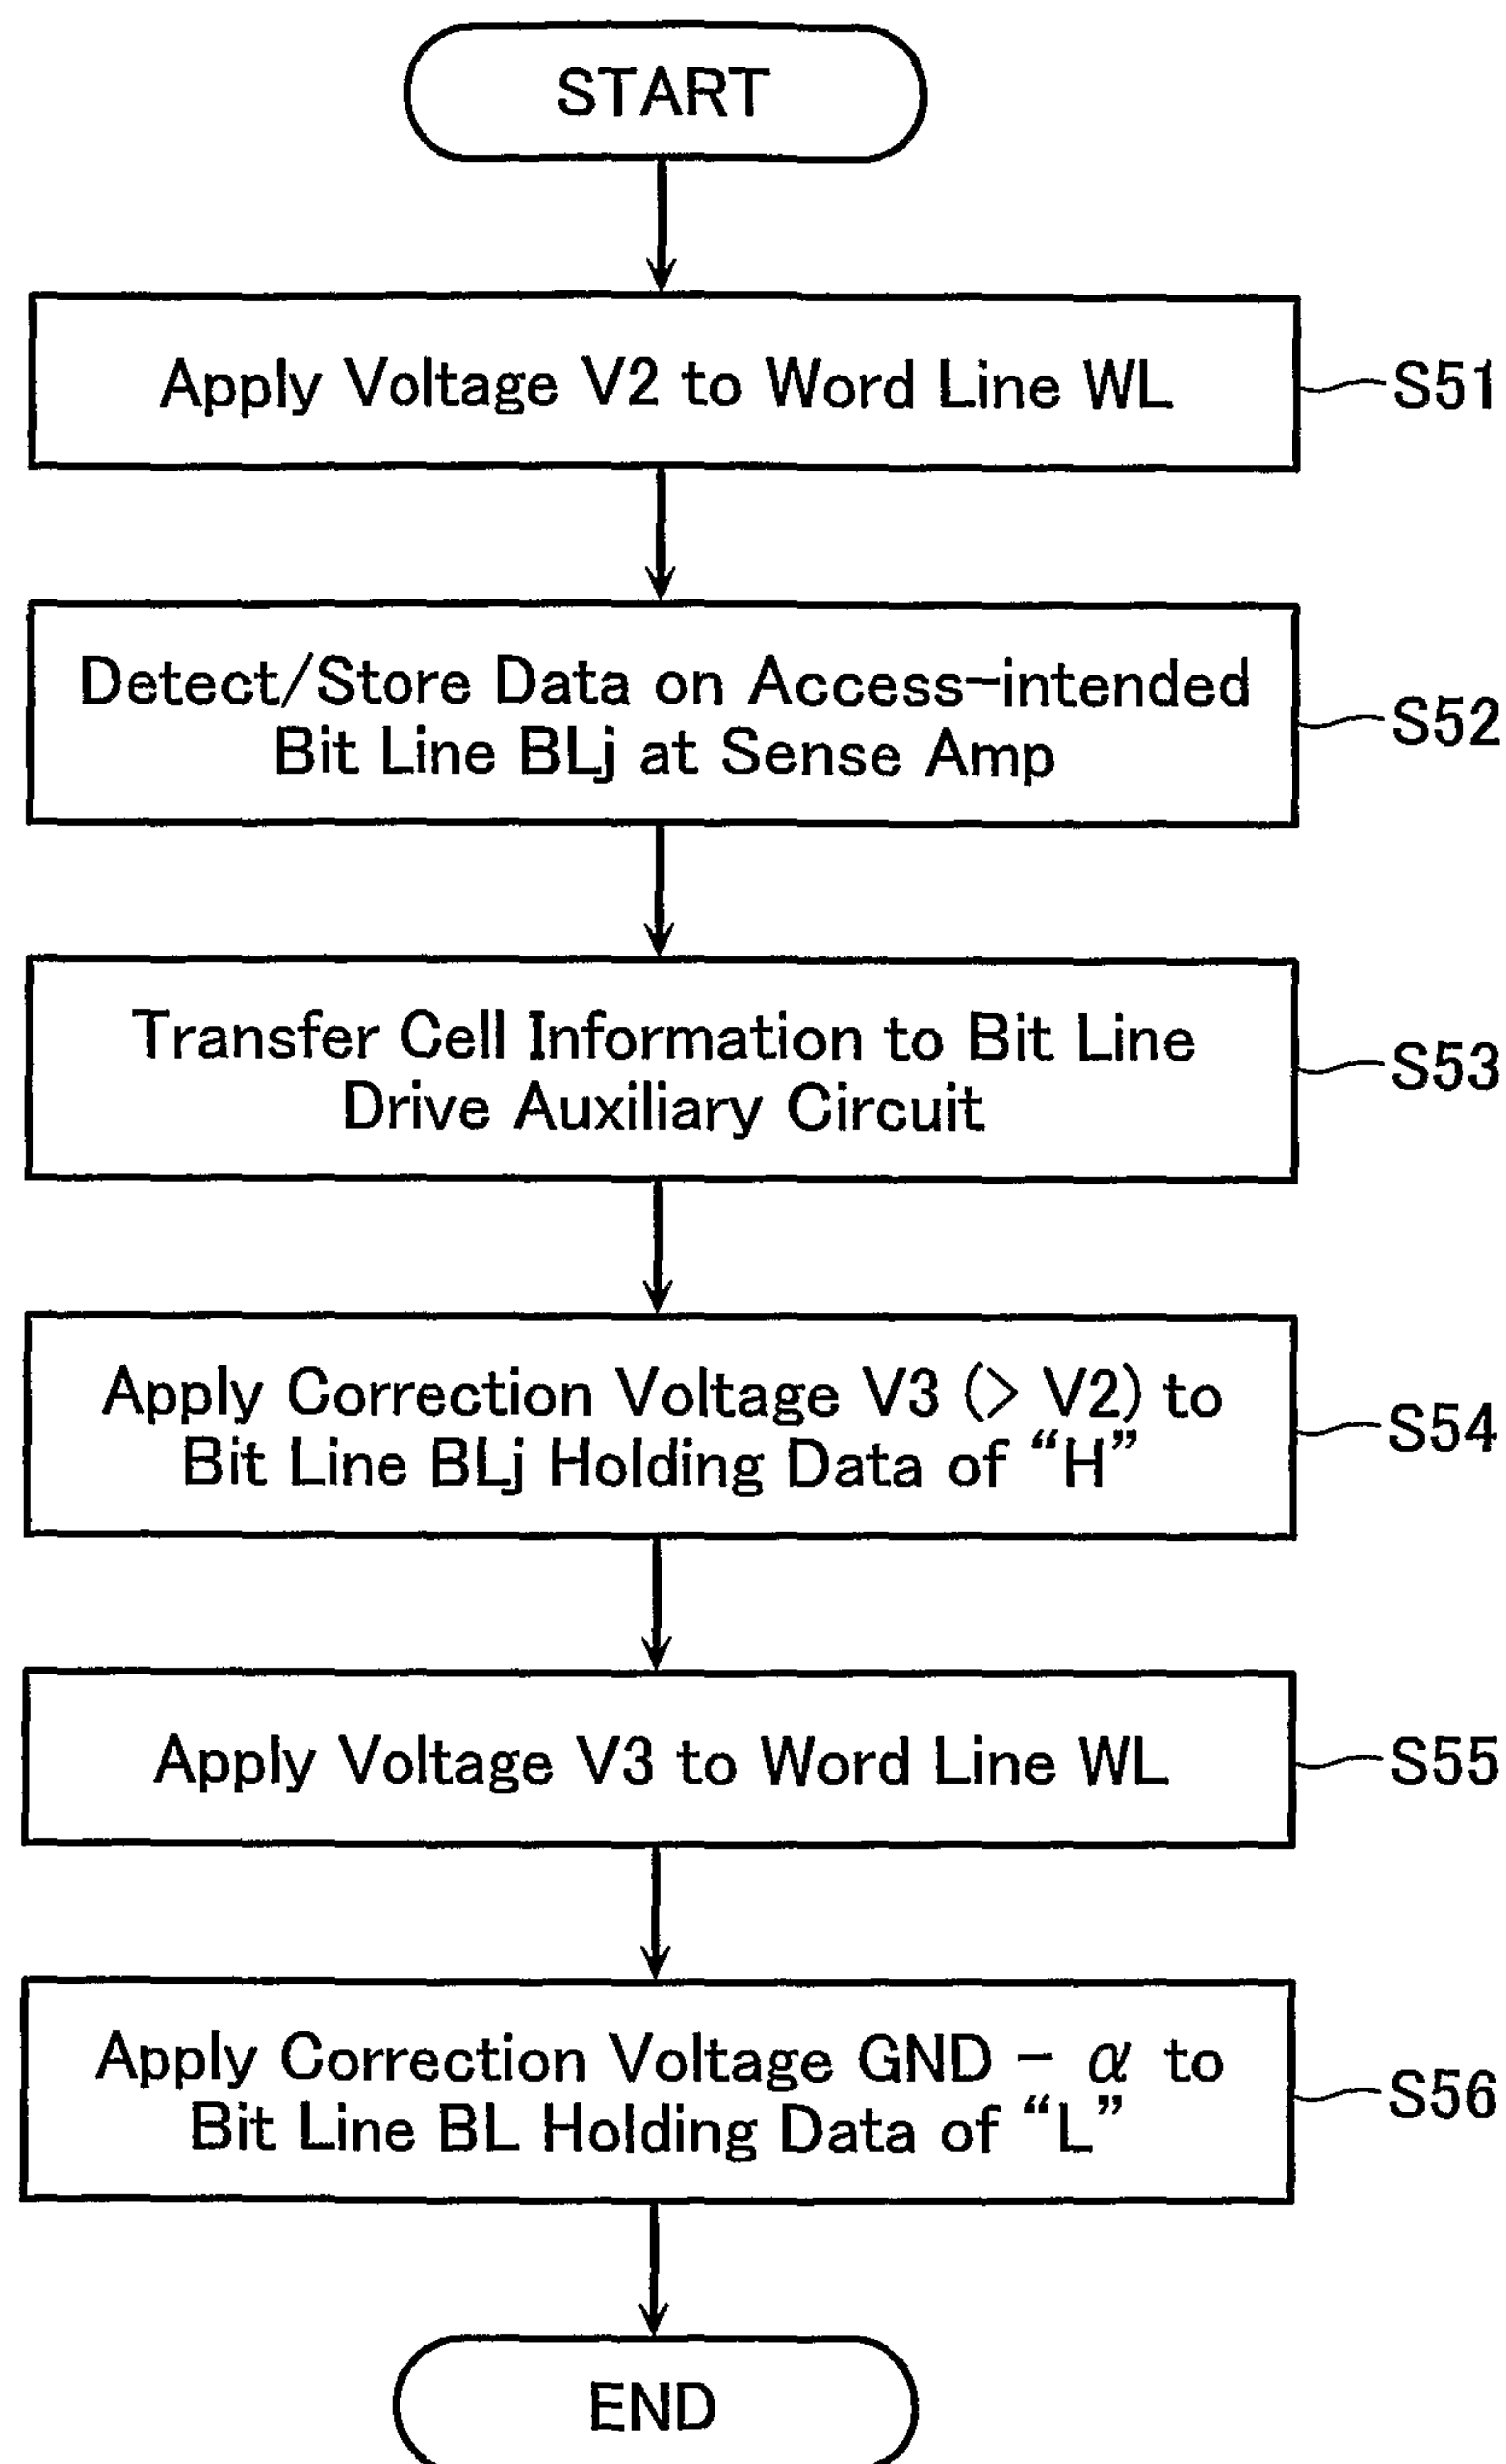 START
Apply Voltage V2 to Word Line WL
S51
Detect/Store Data on Access-intended
Bit Line BLj at Sense Amp
S52
Transfer Cell Information to Bit Line
Drive Auxiliary Circuit
S53
Apply Correction Voltage V3 (> V2) to
Bit Line BLj Holding Data of “H”
S54
Apply Voltage V3 to Word Line WL
S55
Apply Correction Voltage GND - α to
Bit Line BL Holding Data of “L”
S56
END